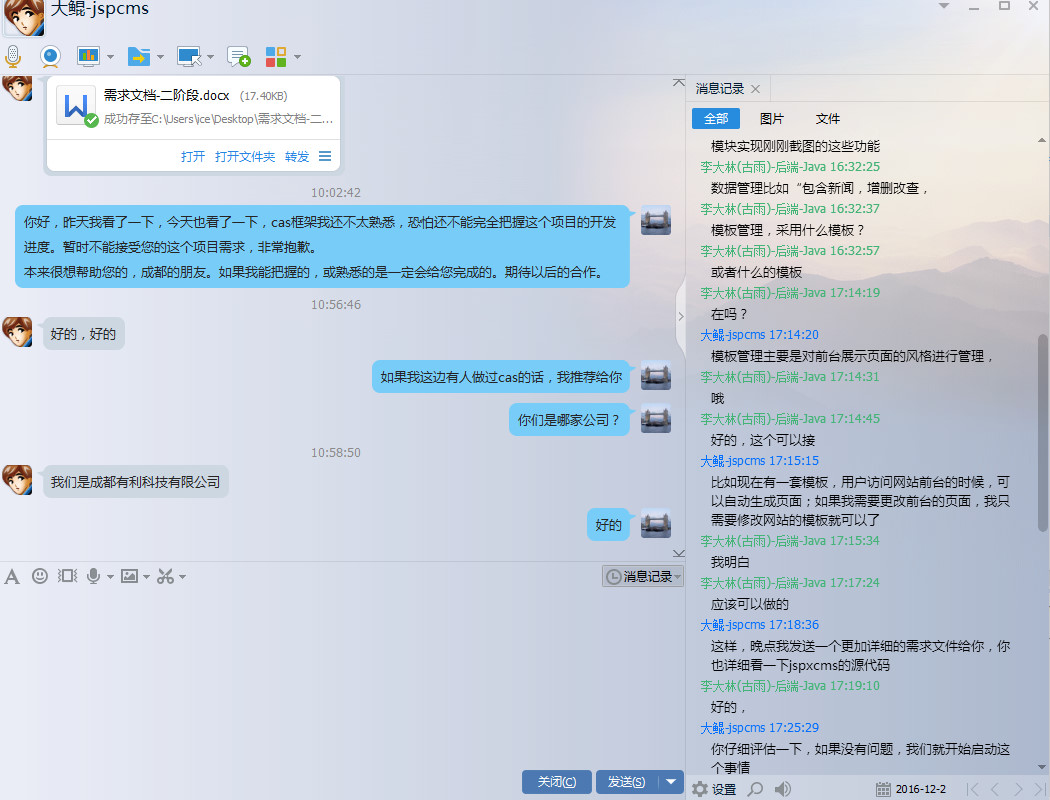 大鲲-jspcms
需求文档-二阶段.docx (17.40KB)
成功存至C:\Users\ice\Desktop\需求文档-二...
打开 打开文件夹 转发
10:02:42
你好，昨天我看了一下，今天也看了一下，cas框架我还不太熟悉，恐怕还不能完全把握这个项目的开发
进度。暂时不能接受您的这个项目需求，非常抱歉。
本来很想帮助您的，成都的朋友。如果我能把握的，或熟悉的是一定会给您完成的。期待以后的合作。
10:56:46
好的，好的
如果我这边有人做过cas的话，我推荐给你
你们是哪家公司？
10:58:50
我们是成都有利科技有限公司
好的
消息记录
关闭(C) 发送(S)
消息记录
全部 图片 文件
模块实现刚刚截图的这些功能
李大林(古雨)-后端-Java 16:32:25
数据管理比如“包含新闻，增删改查，
李大林(古雨)-后端-Java 16:32:37
模板管理，采用什么模板？
李大林(古雨)-后端-Java 16:32:57
或者什么的模板
李大林(古雨)-后端-Java 17:14:19
在吗？
大鲲-jspcms 17:14:20
模板管理主要是对前台展示页面的风格进行管理，
李大林(古雨)-后端-Java 17:14:31
哦
李大林(古雨)-后端-Java 17:14:45
好的，这个可以接
大鲲-jspcms 17:15:15
比如现在有一套模板，用户访问网站前台的时候，可
以自动生成页面；如果我需要更改前台的页面，我只
需要修改网站的模板就可以了
李大林(古雨)-后端-Java 17:15:34
我明白
李大林(古雨)-后端-Java 17:17:24
应该可以做的
大鲲-jspcms 17:18:36
这样，晚点我发送一个更加详细的需求文件给你，你
也详细看一下jspxcms的源代码
李大林(古雨)-后端-Java 17:19:10
好的，
大鲲-jspcms 17:25:29
你仔细评估一下，如果没有问题，我们就开始启动这
个事情
设置 2016-12-2